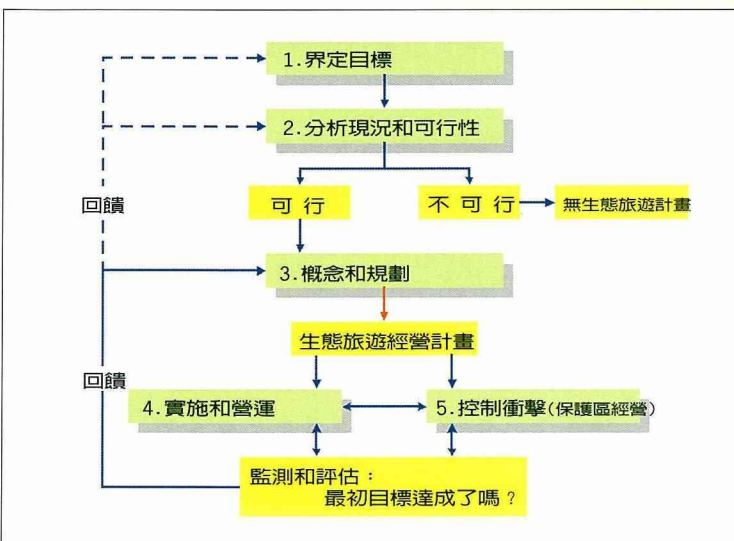 1.界定目標
2.分析現況和可行性
回饋
可行
不可行
無生態旅遊計畫
3.概念和規劃
生態旅遊經營計畫
回饋
4.實施和營運
5.控制衝擊(保護區經營)
監測和評估：
最初目標達成了嗎？